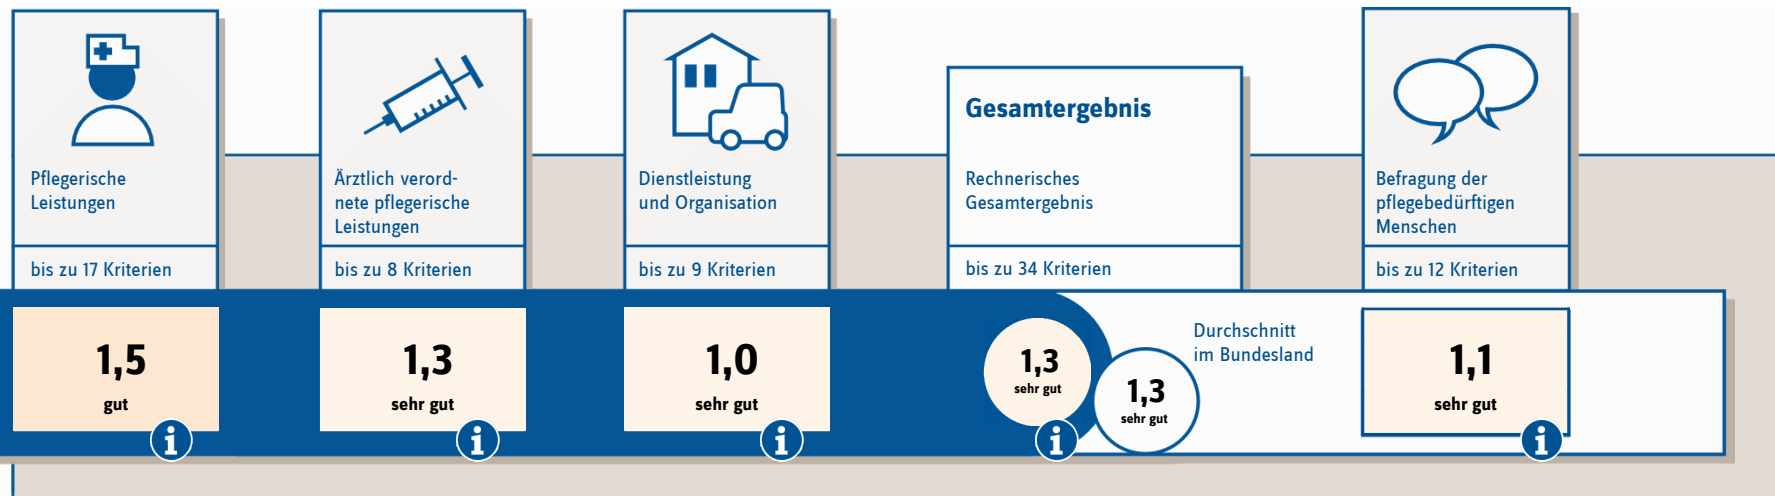 Pflegerische
Leistungen
bis zu 17 Kriterien
1,5
gut
i
Ärztlich verord-
nete pflegerische
Leistungen
bis zu 8 Kriterien
1,3
sehr gut
i
Dienstleistung
und Organisation
bis zu 9 Kriterien
1,0
sehr gut
i
Gesamtergebnis
Rechnerisches
Gesamtergebnis
bis zu 34 Kriterien
1,3
sehr gut
i
Durchschnitt
im Bundesland
1,3
sehr gut
Befragung der
pflegebedürftigen
Menschen
bis zu 12 Kriterien
1,1
sehr gut
i